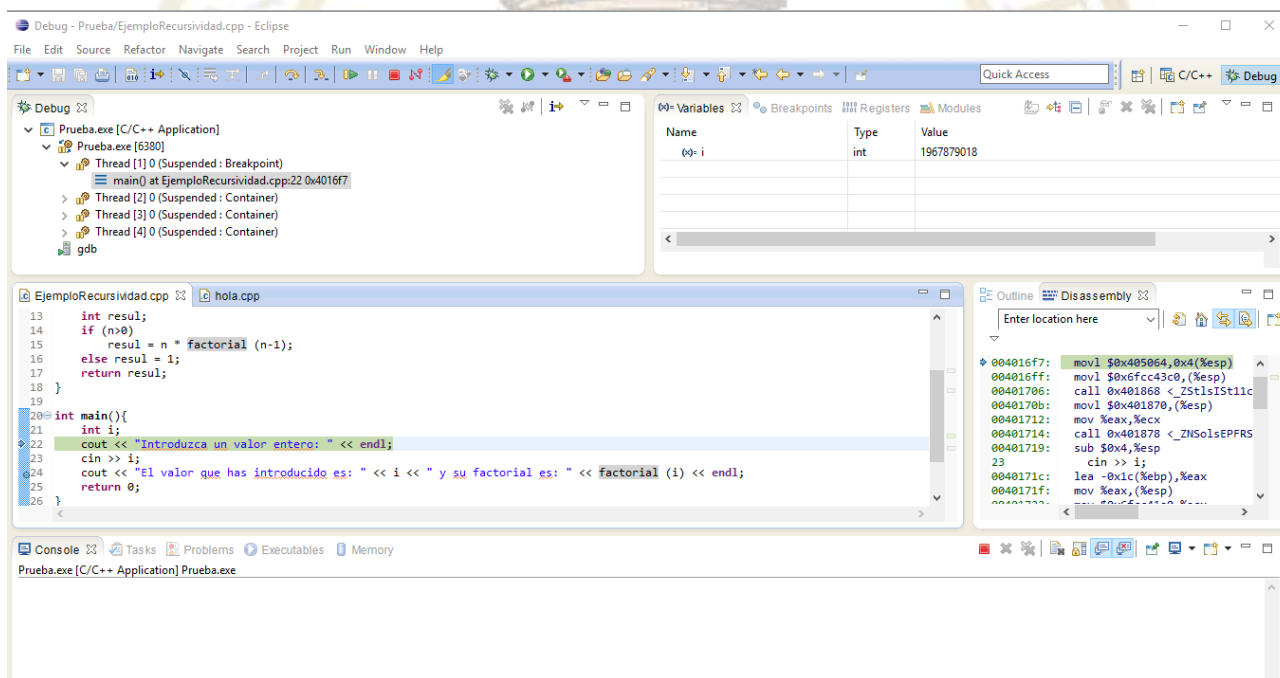 Debug - Prueba/EjemploRecursividad.cpp - Eclipse
File Edit Source Refactor Navigate Search Project Run Window Help
Quick Access
C/C++
Debug
Debug
Prueba.exe [C/C++ Application]
Prueba.exe [6380]
Thread [1] 0 (Suspended : Breakpoint)
main() at EjemploRecursividad.cpp:22 0x4016f7
Thread [2] 0 (Suspended : Container)
Thread [3] 0 (Suspended : Container)
Thread [4] 0 (Suspended : Container)
gdb
(x)= Variables Breakpoints Registers Modules
Name Type Value
(x)= i int 1967879018
EjemploRecursividad.cpp hola.cpp
13 int resul;
14 if (n>0)
15 resul = n * factorial (n-1);
16 else resul = 1;
17 return resul;
18 }
19
20 int main(){
21 int i;
22 cout << "Introduzca un valor entero: " << endl;
23 cin >> i;
24 cout << "El valor que has introducido es: " << i << " y su factorial es: " << factorial (i) << endl;
25 return 0;
26 }
Outline Disassembly
Enter location here
004016f7: movl $0x405064,0x4(%esp)
004016ff: movl $0x6fcc43c0,(%esp)
00401706: call 0x401868 <_ZStlsISt11c
0040170b: movl $0x401870,(%esp)
00401712: mov %eax,%ecx
00401714: call 0x401878 <_ZNSolsEPFRS
00401719: sub $0x4,%esp
23 cin >> i;
0040171c: lea -0x1c(%ebp),%eax
0040171f: mov %eax,(%esp)
Console Tasks Problems Executables Memory
Prueba.exe [C/C++ Application] Prueba.exe